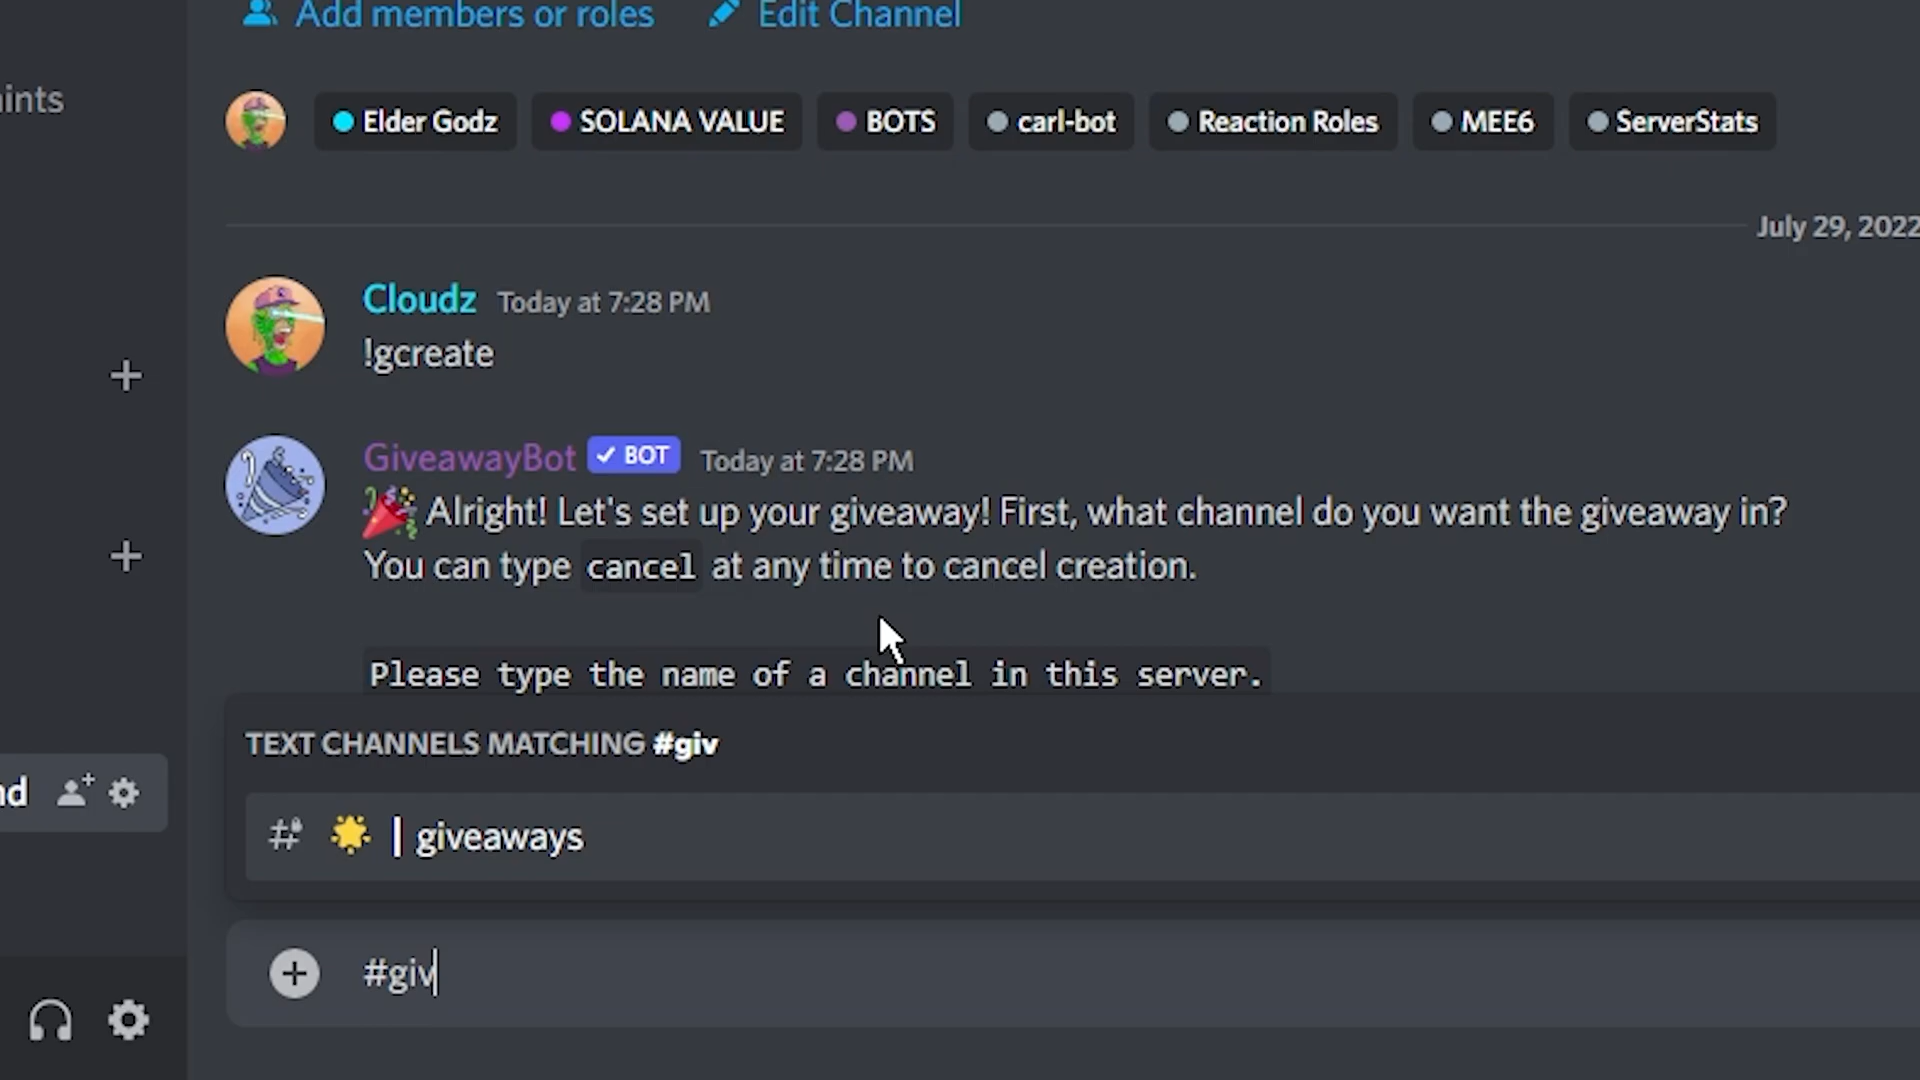 Add members or roles Edit Channel
ints
Elder Godz SOLANA VALUE BOTS carl-bot Reaction Roles MEE6 ServerStats
July 29, 2022
Cloudz Today at 7:28 PM
!gcreate
GiveawayBot ✓ BOT Today at 7:28 PM
🎉 Alright! Let's set up your giveaway! First, what channel do you want the giveaway in?
You can type cancel at any time to cancel creation.
Please type the name of a channel in this server.
TEXT CHANNELS MATCHING #giv
nd
# 🌟 | giveaways
#giv